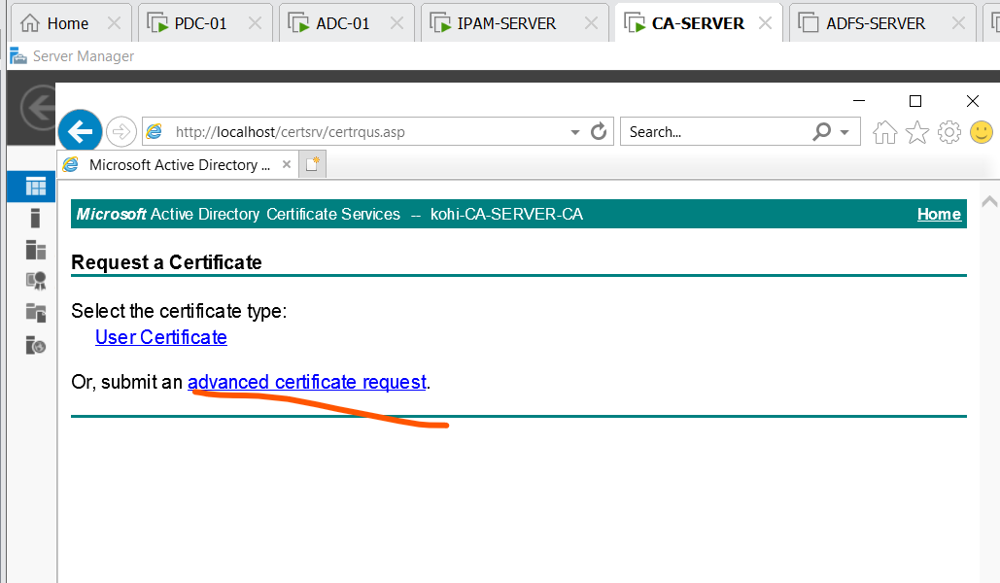 Home PDC-01 ADC-01 IPAM-SERVER CA-SERVER ADFS-SERVER
Server Manager
http://localhost/certsrv/certrqus.asp Search...
Microsoft Active Directory ...
Microsoft Active Directory Certificate Services -- kohi-CA-SERVER-CA Home
Request a Certificate
Select the certificate type:
User Certificate
Or, submit an advanced certificate request.